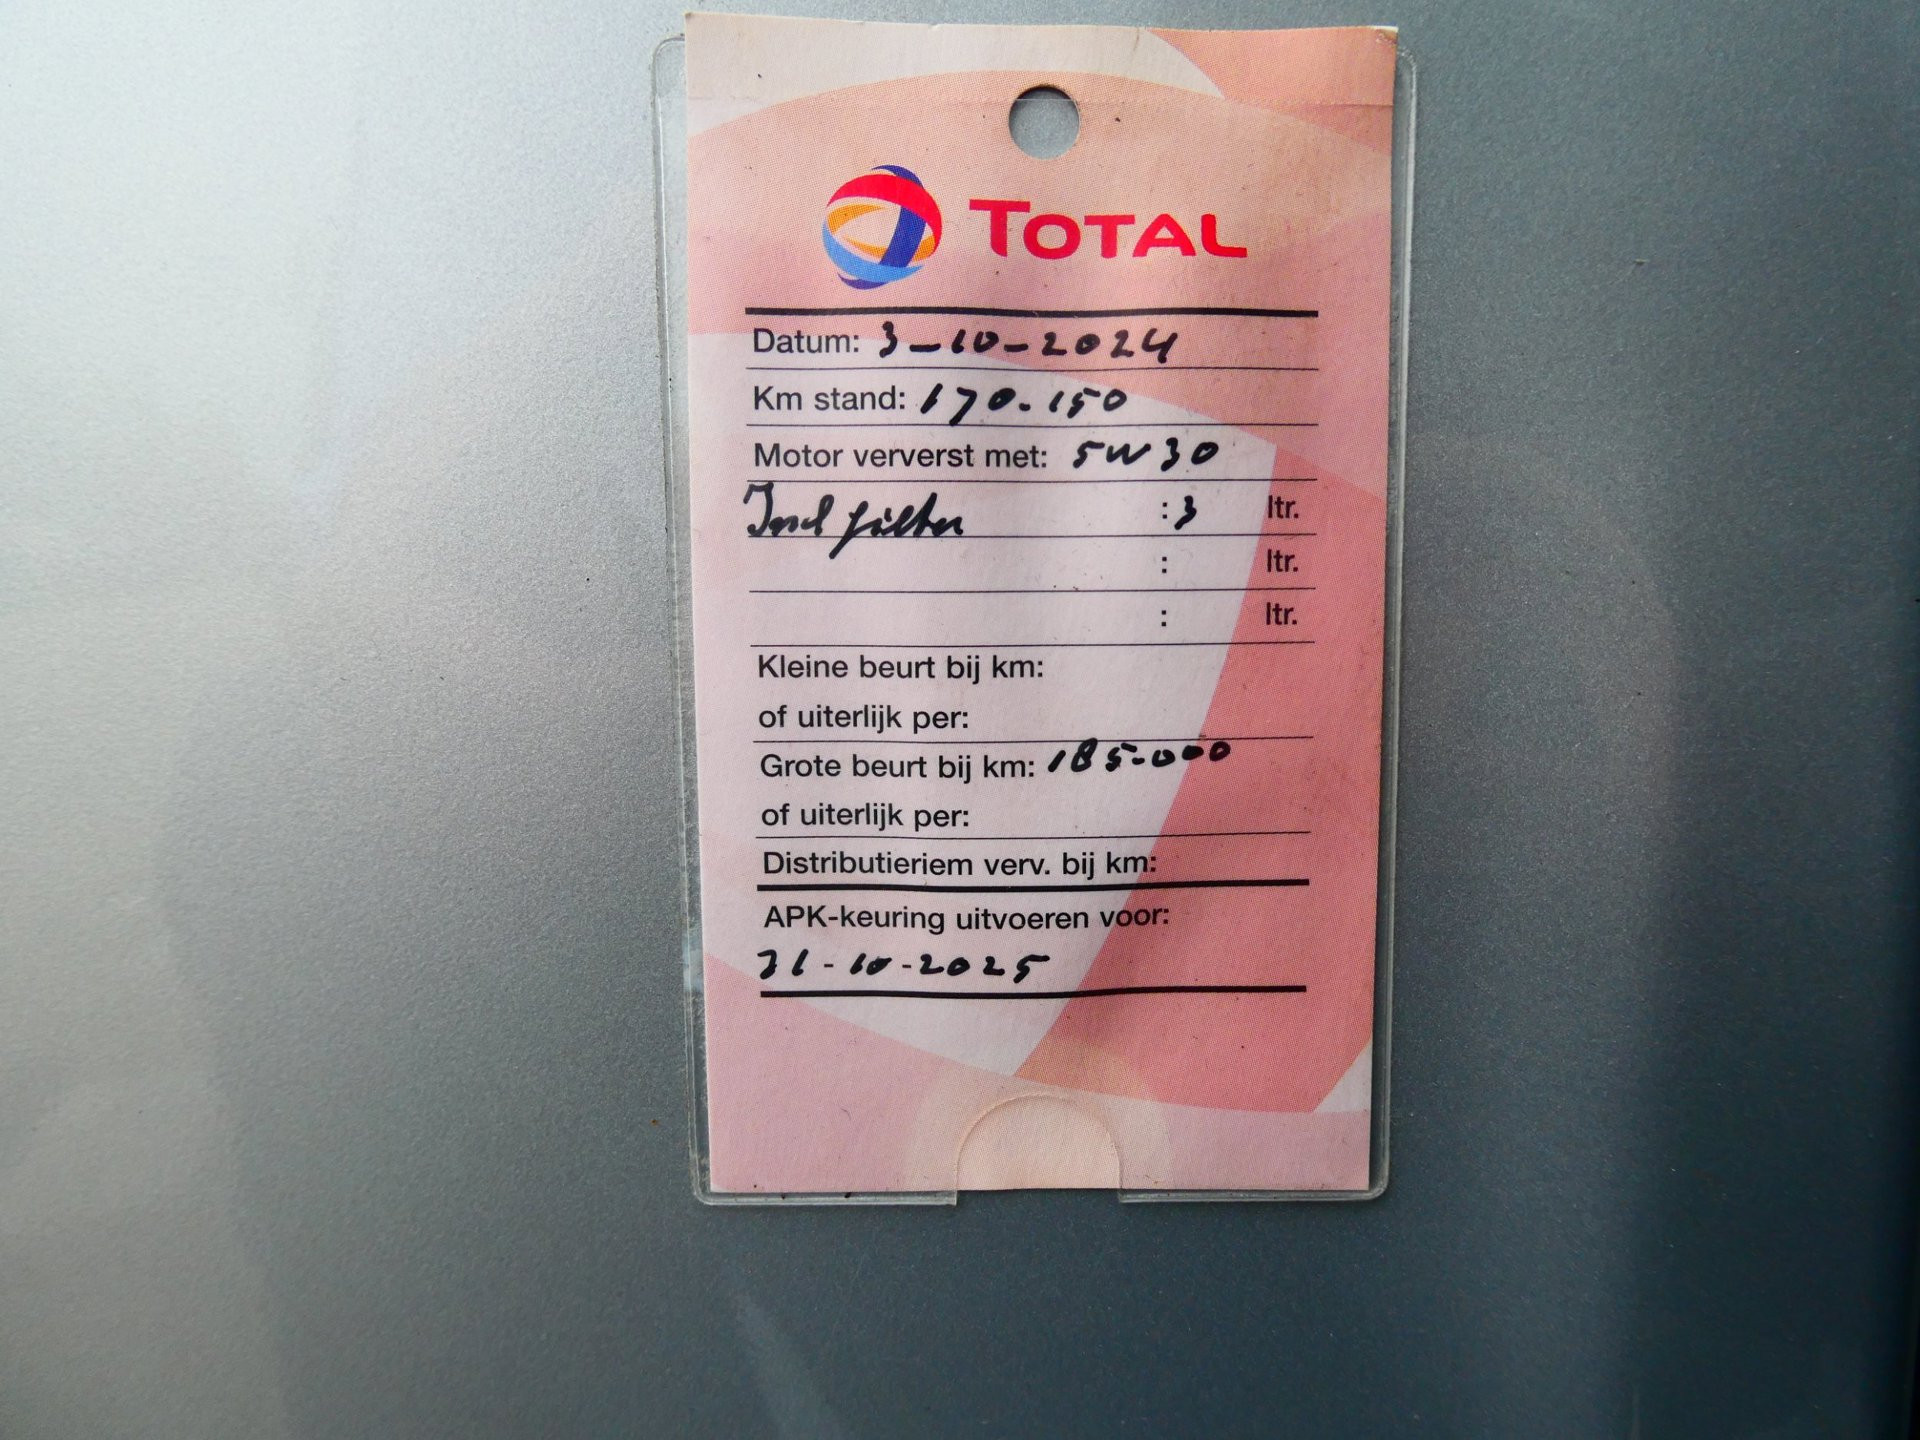 TOTAL
Datum: 3-10-2024
Km stand: 170.150
Motor ververst met: 5W30
Incl filter : 3 ltr.
: ltr.
: ltr.
Kleine beurt bij km:
of uiterlijk per:
Grote beurt bij km: 185.000
of uiterlijk per:
Distributieriem verv. bij km:
APK-keuring uitvoeren voor:
31-10-2025